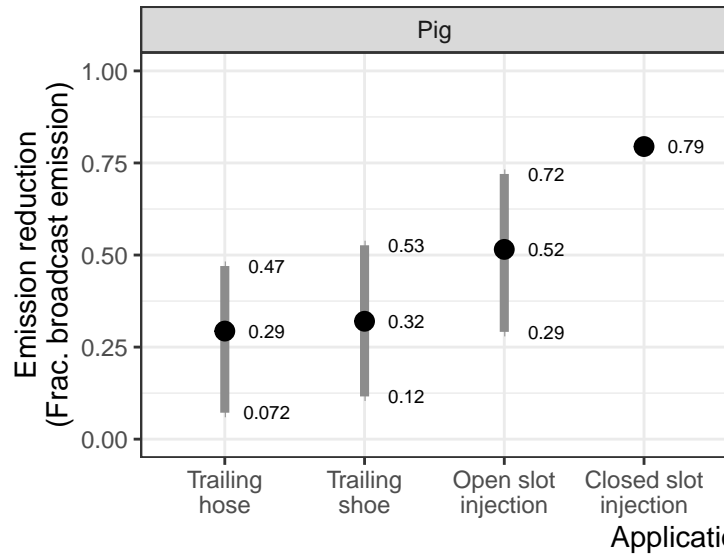 Pig
Emission reduction
(Frac. broadcast emission)
1.00
0.75
0.50
0.25
0.00
0.47
0.29
0.072
0.53
0.32
0.12
0.72
0.52
0.29
0.79
Trailing
hose
Trailing
shoe
Open slot
injection
Closed slot
injection
Applicatio